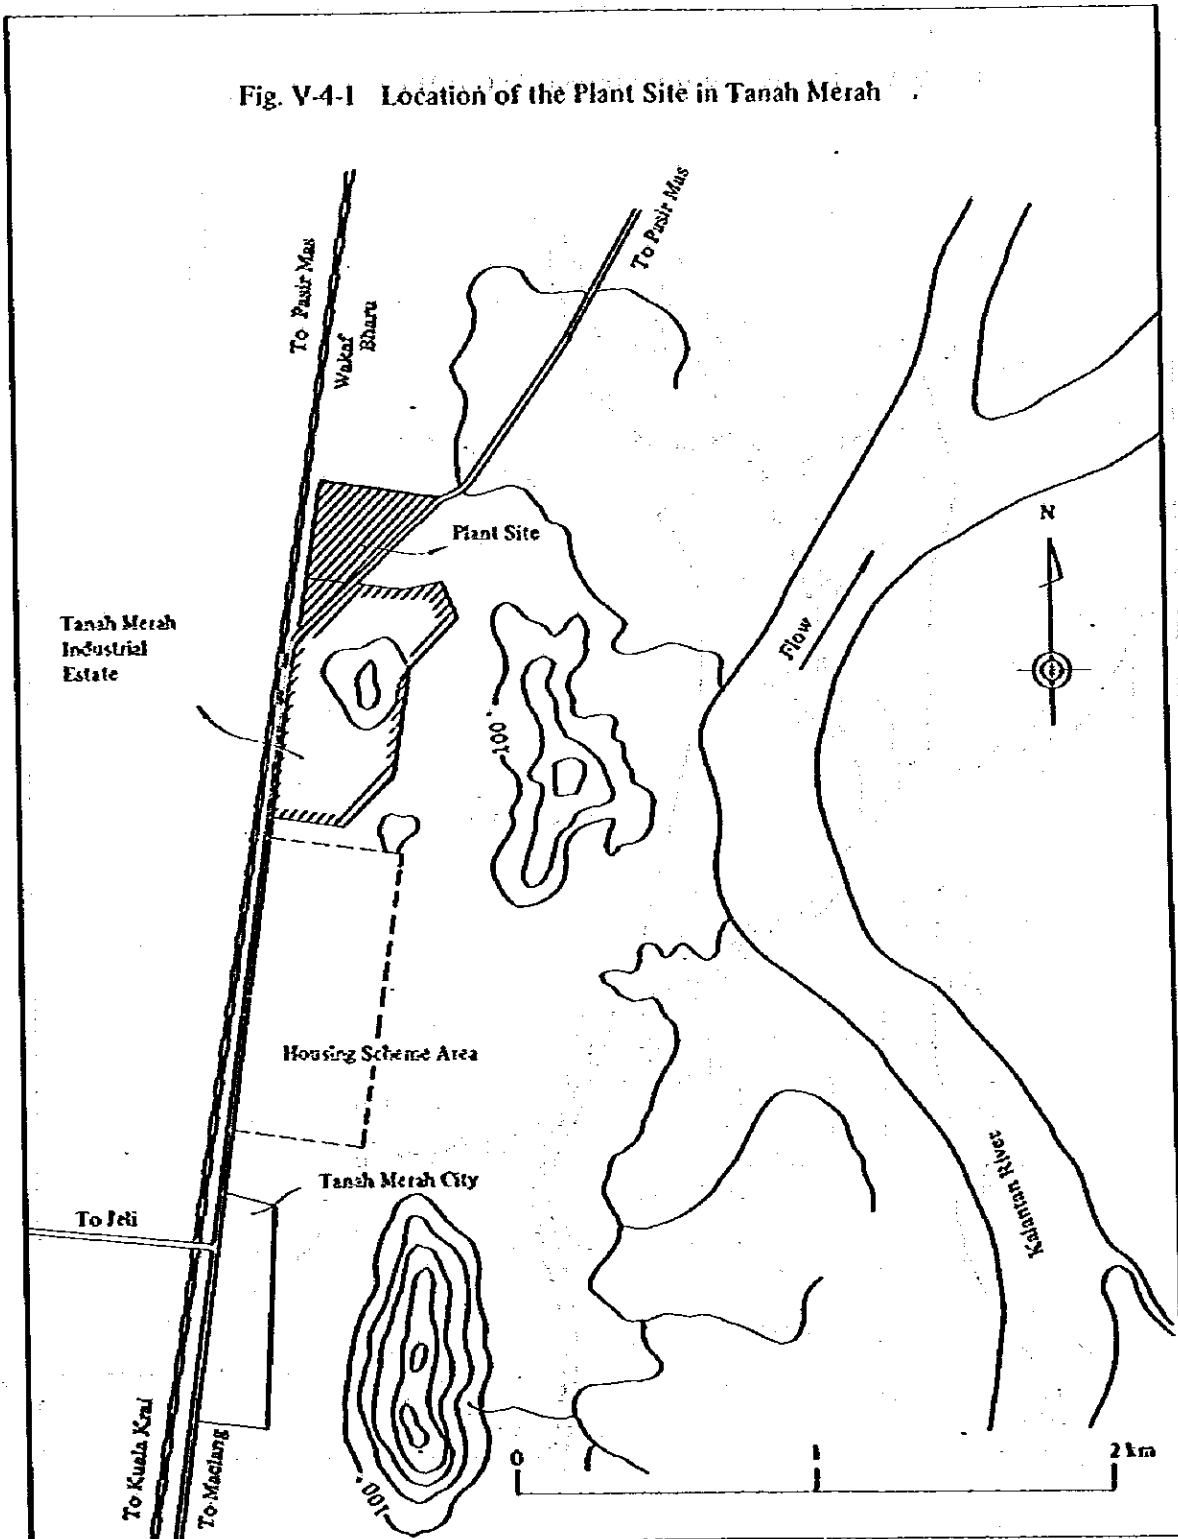 Fig. V-4-1 Location of the Plant Site in Tanah Merah
To Pasir Mas
Wakaf
Bharu
To Pasir Mas
Plant Site
N
Tanah Merah
Industrial
Estate
Flow
100'
Housing Scheme Area
Tanah Merah City
To Jeli
Kalantan River
To Kuala Krai
To Maclang
100'
0
1
2 km